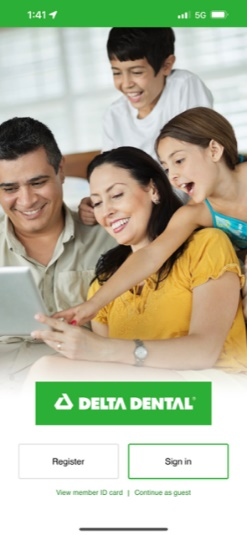 1:41 5G
DELTA DENTAL®
Register Sign in
View member ID card | Continue as guest